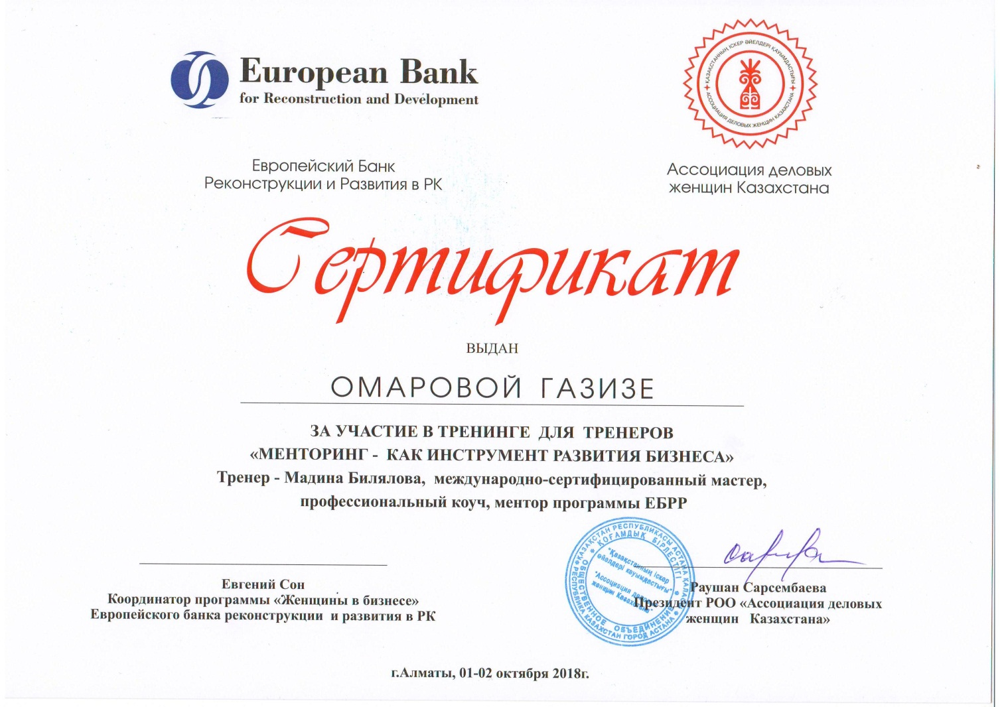 European Bank
for Reconstruction and Development
ҚАЗАҚСТАННЫҢ ІСКЕР ӘЙЕЛДЕРІ ҚАУЫМДАСТЫҒЫ
АССОЦИАЦИЯ ДЕЛОВЫХ ЖЕНЩИН КАЗАХСТАНА
Европейский Банк
Реконструкции и Развития в РК
Ассоциация деловых
женщин Казахстана
Сертификат
ВЫДАН
ОМАРОВОЙ ГАЗИЗЕ
ЗА УЧАСТИЕ В ТРЕНИНГЕ ДЛЯ ТРЕНЕРОВ
«МЕНТОРИНГ - КАК ИНСТРУМЕНТ РАЗВИТИЯ БИЗНЕСА»
Тренер - Мадина Билялова, международно-сертифицированный мастер,
профессиональный коуч, ментор программы ЕБРР
Евгений Сон
Координатор программы «Женщины в бизнесе»
Европейского банка реконструкции и развития в РК
ҚАЗАҚСТАН РЕСПУБЛИКАСЫ АСТАНА ҚАЛАСЫ
РЕСПУБЛИКА КАЗАХСТАН ГОРОД АСТАНА
ҚОҒАМДЫҚ БІРЛЕСТІГІ
ОБЩЕСТВЕННОЕ ОБЪЕДИНЕНИЕ
"Қазақстанның іскер
әйелдері қауымдастығы"
"Ассоциация деловых
женщин Казахстана"
Раушан Сарсембаева
Президент РОО «Ассоциация деловых
женщин Казахстана»
г.Алматы, 01-02 октября 2018г.